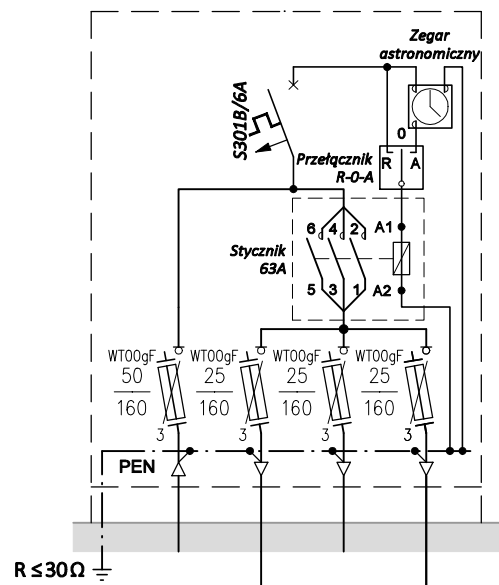 Zegar
astronomiczny
S301B/6A
0
R A
Przełącznik
R-0-A
6 4 2 A1
Stycznik
63A
5 3 1 A2
WT00gF WT00gF WT00gF WT00gF
50 25 25 25
160 160 160 160
3 3 3 3
PEN
R ≤30Ω